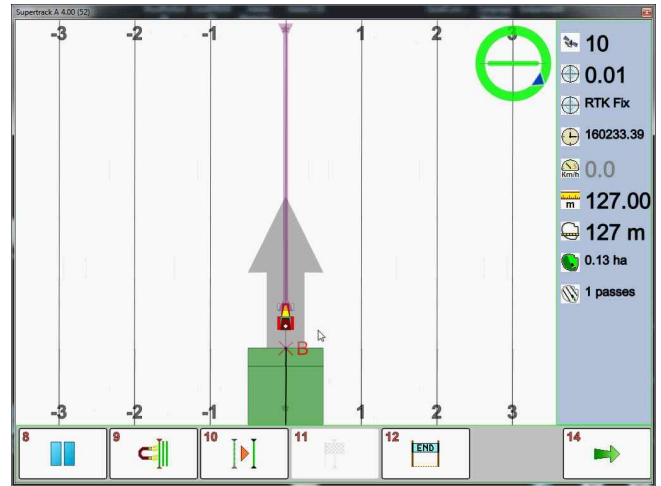 Supertrack A 4.00 (52)
-3 -2 -1 1 2 3
10
0.01
RTK Fix
160233.39
Km/h 0.0
m 127.00
127 m
0.13 ha
1 passes
B
-3 -2 -1 1 2 3
8 9 10 11 12 END 14